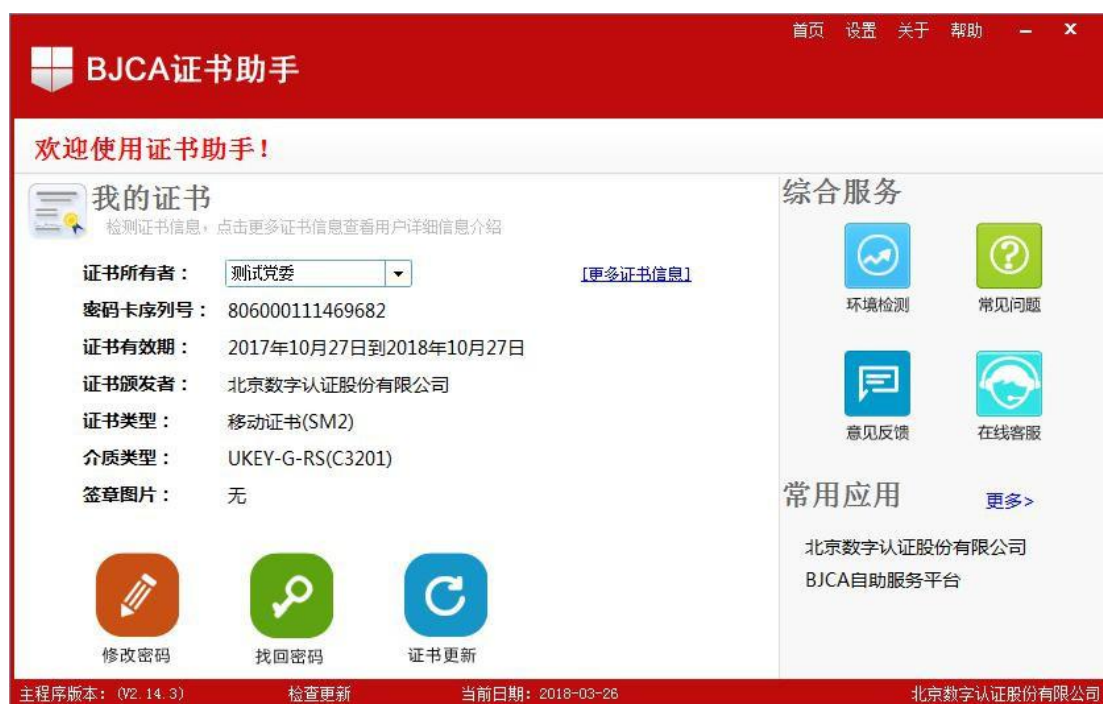 首页 设置 关于 帮助
BJCA证书助手
欢迎使用证书助手！
我的证书
检测证书信息，点击更多证书信息查看用户详细信息介绍
证书所有者： 测试党委 [更多证书信息]
密码卡序列号： 806000111469682
证书有效期： 2017年10月27日到2018年10月27日
证书颁发者： 北京数字认证股份有限公司
证书类型： 移动证书(SM2)
介质类型： UKEY-G-RS(C3201)
签章图片： 无
修改密码 找回密码 证书更新
综合服务
环境检测 常见问题
意见反馈 在线客服
常用应用 更多>
北京数字认证股份有限公司
BJCA自助服务平台
主程序版本：(V2.14.3) 检查更新 当前日期：2018-03-26 北京数字认证股份有限公司